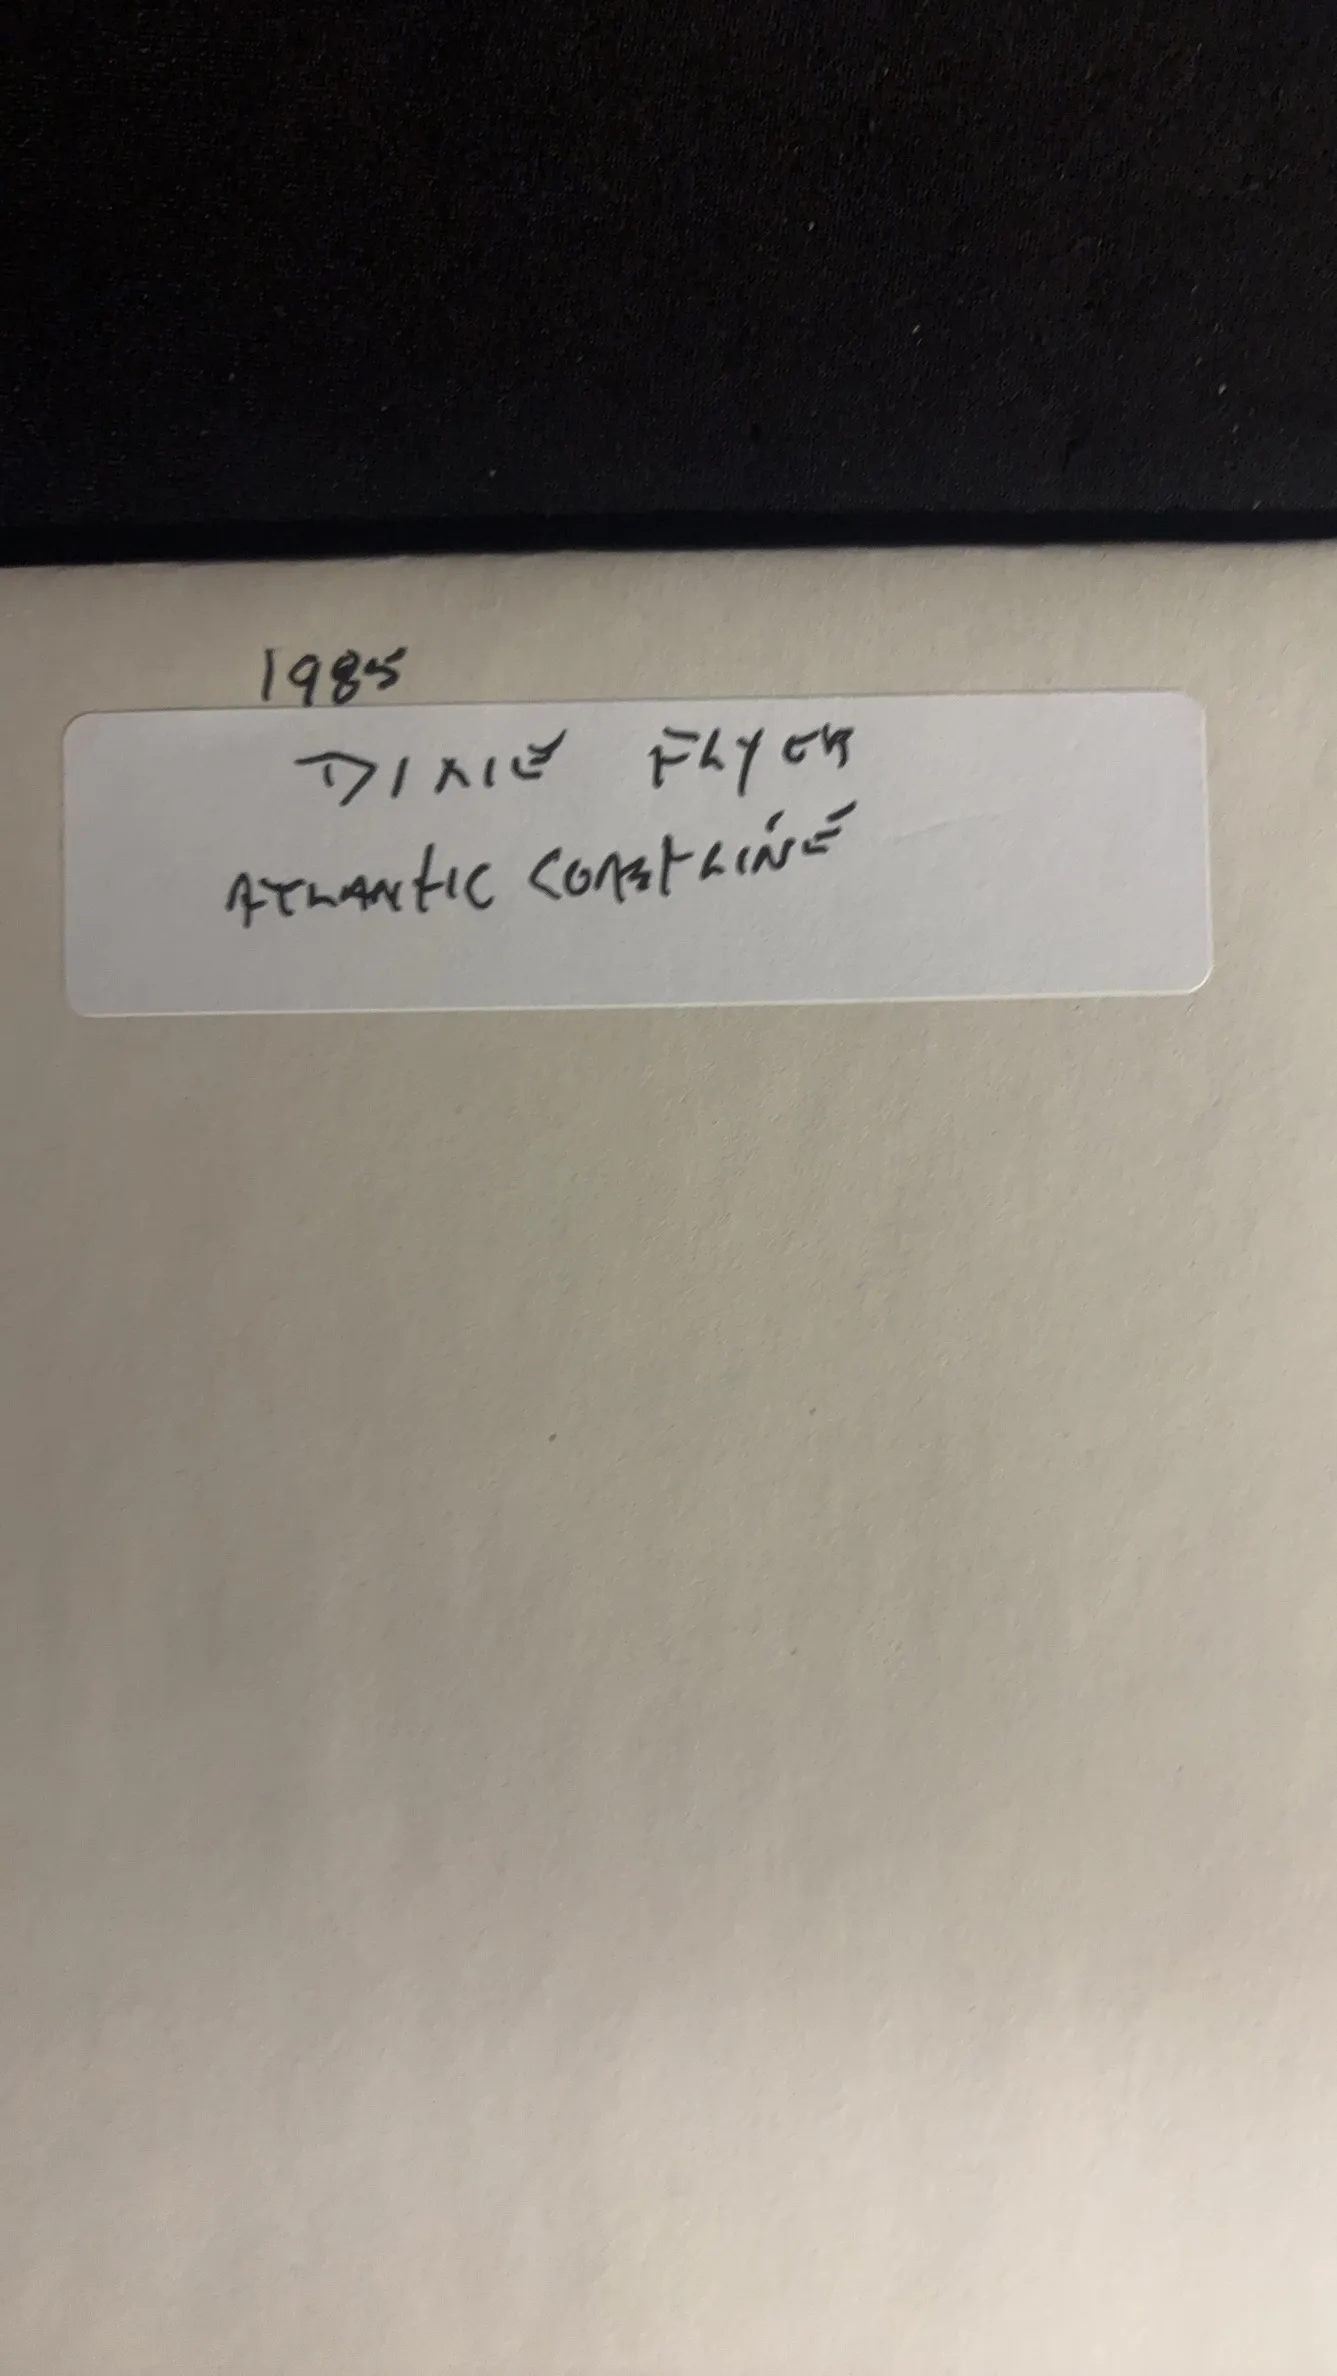 1985
DIXIE FLYER
ATLANTIC COASTLINE